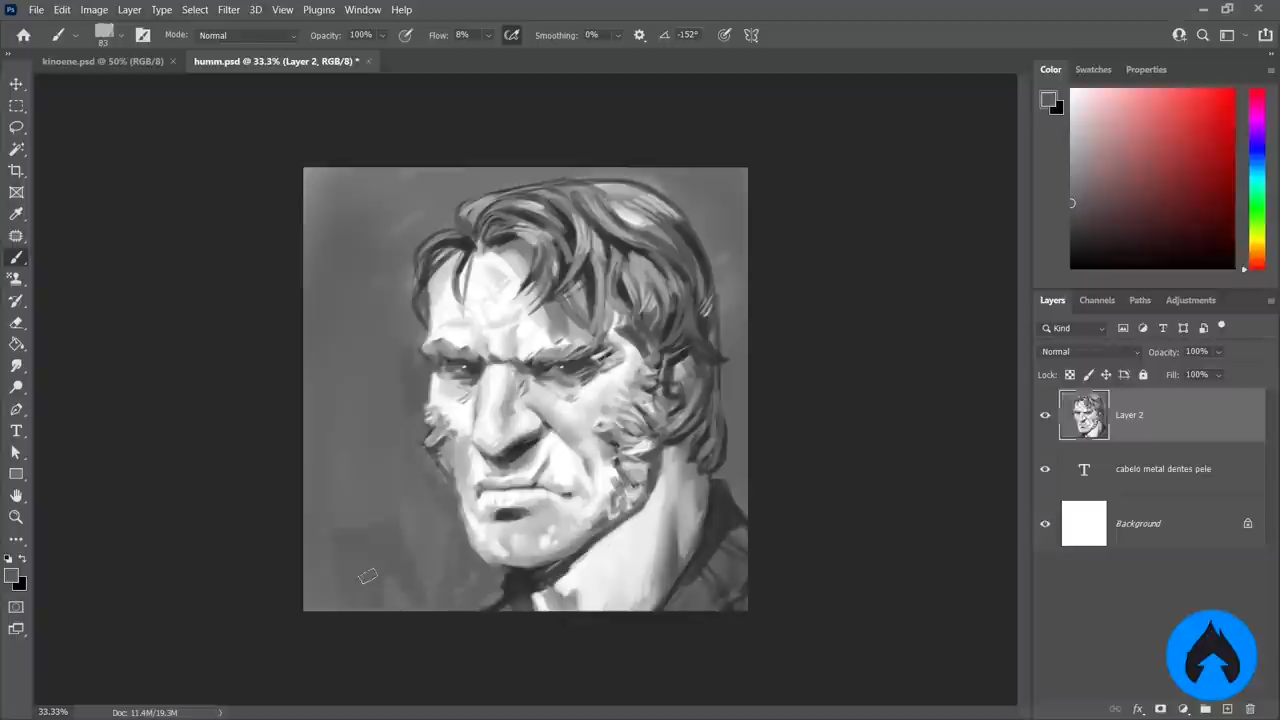 Ps File Edit Image Layer Type Select Filter 3D View Plugins Window Help
83 Mode: Normal Opacity: 100% Flow: 8% Smoothing: 0% -152°
kinoene.psd @ 50% (RGB/8) × humm.psd @ 33.3% (Layer 2, RGB/8) * ×
Color Swatches Properties
Layers Channels Paths Adjustments
Kind
Normal Opacity: 100%
Lock: Fill: 100%
Layer 2
T cabelo metal dentes pele
Background
fx
33.33% Doc: 11.4M/19.3M